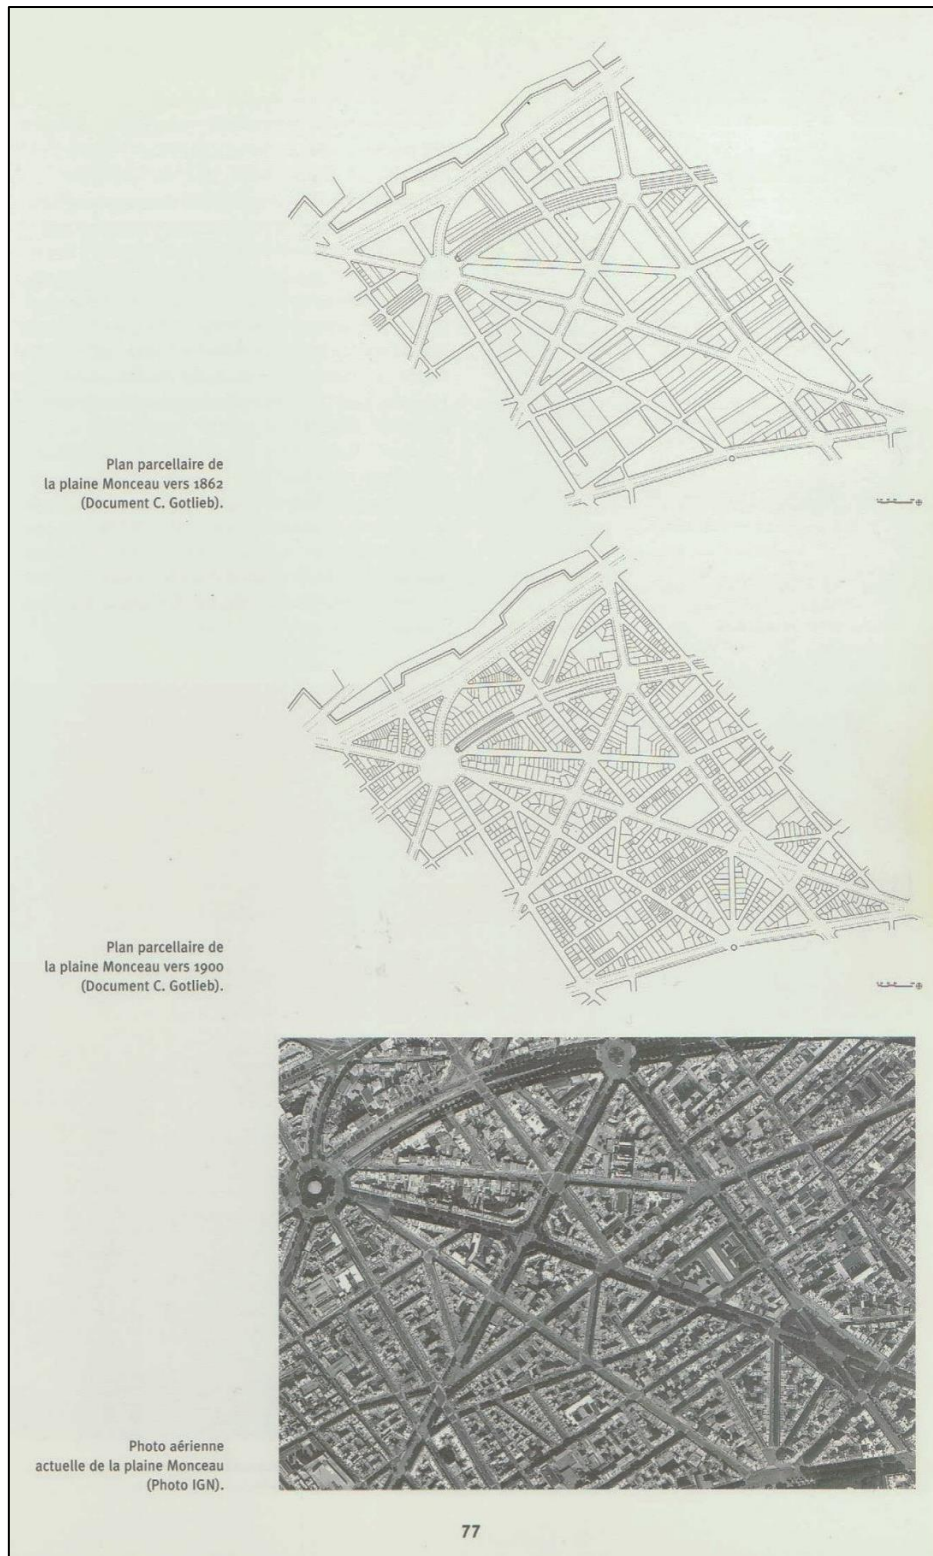 Plan parcellaire de
la plaine Monceau vers 1862
(Document C. Gotlieb).
Plan parcellaire de
la plaine Monceau vers 1900
(Document C. Gotlieb).
Photo aérienne
actuelle de la plaine Monceau
(Photo IGN).
77